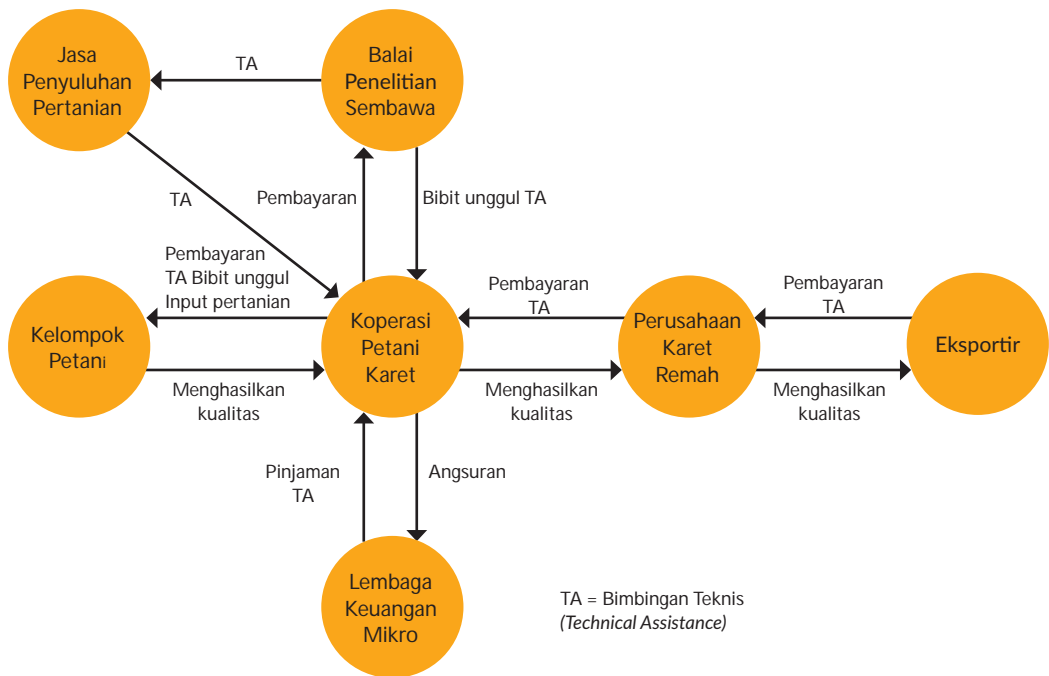 Jasa
Penyuluhan
Pertanian
TA
Balai
Penelitian
Sembawa
TA
Pembayaran
Bibit unggul TA
Pembayaran
TA Bibit unggul
Input pertanian
Kelompok
Petani
Menghasilkan
kualitas
Koperasi
Petani
Karet
Pembayaran
TA
Menghasilkan
kualitas
Perusahaan
Karet
Remah
Pembayaran
TA
Menghasilkan
kualitas
Eksportir
Pinjaman
TA
Angsuran
Lembaga
Keuangan
Mikro
TA = Bimbingan Teknis
(Technical Assistance)